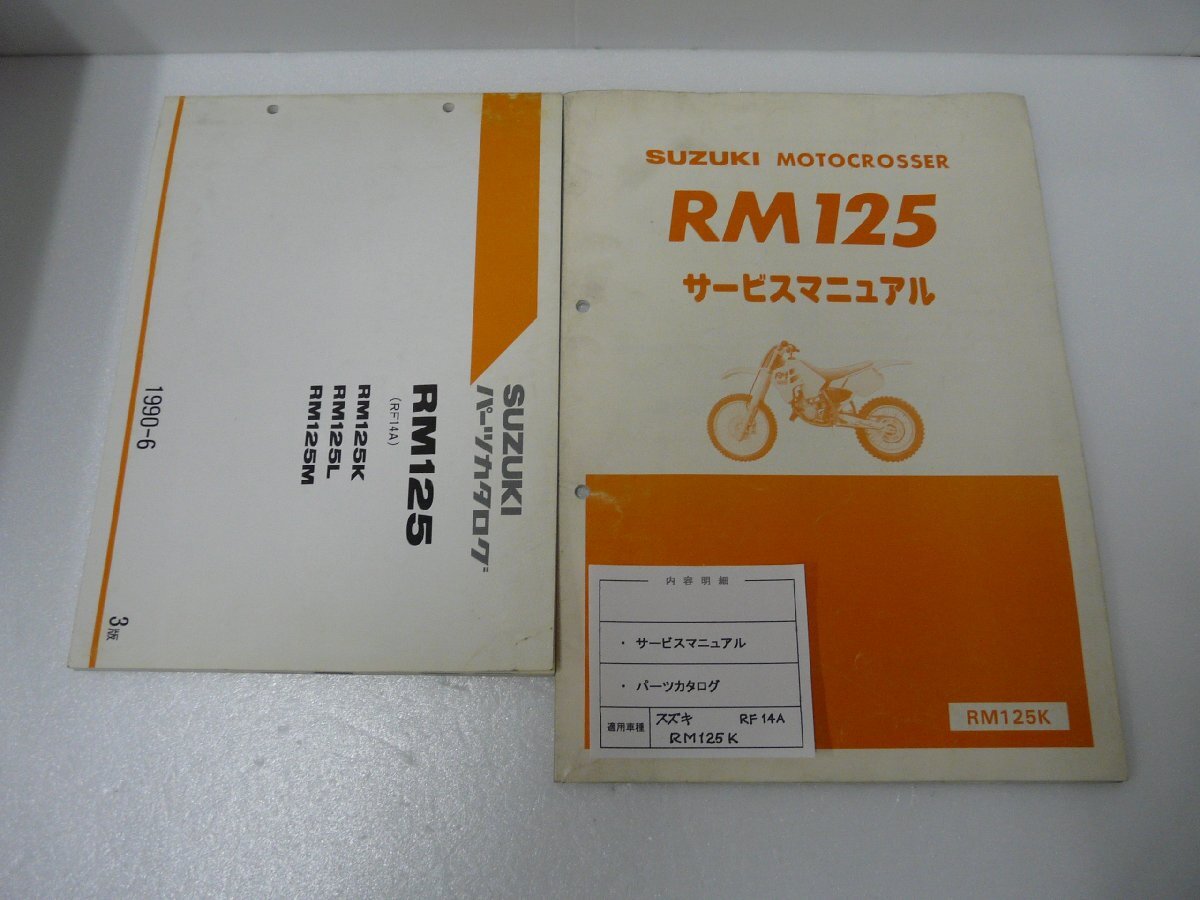 SUZUKI
パーツカタログ
RM125
(RF14A)
RM125K
RM125L
RM125M
1990-6
3版
SUZUKI MOTOCROSSER
RM125
サービスマニュアル
内容明細
・サービスマニュアル
・パーツカタログ
適用車種
スズキ RF14A
RM125K
RM125K